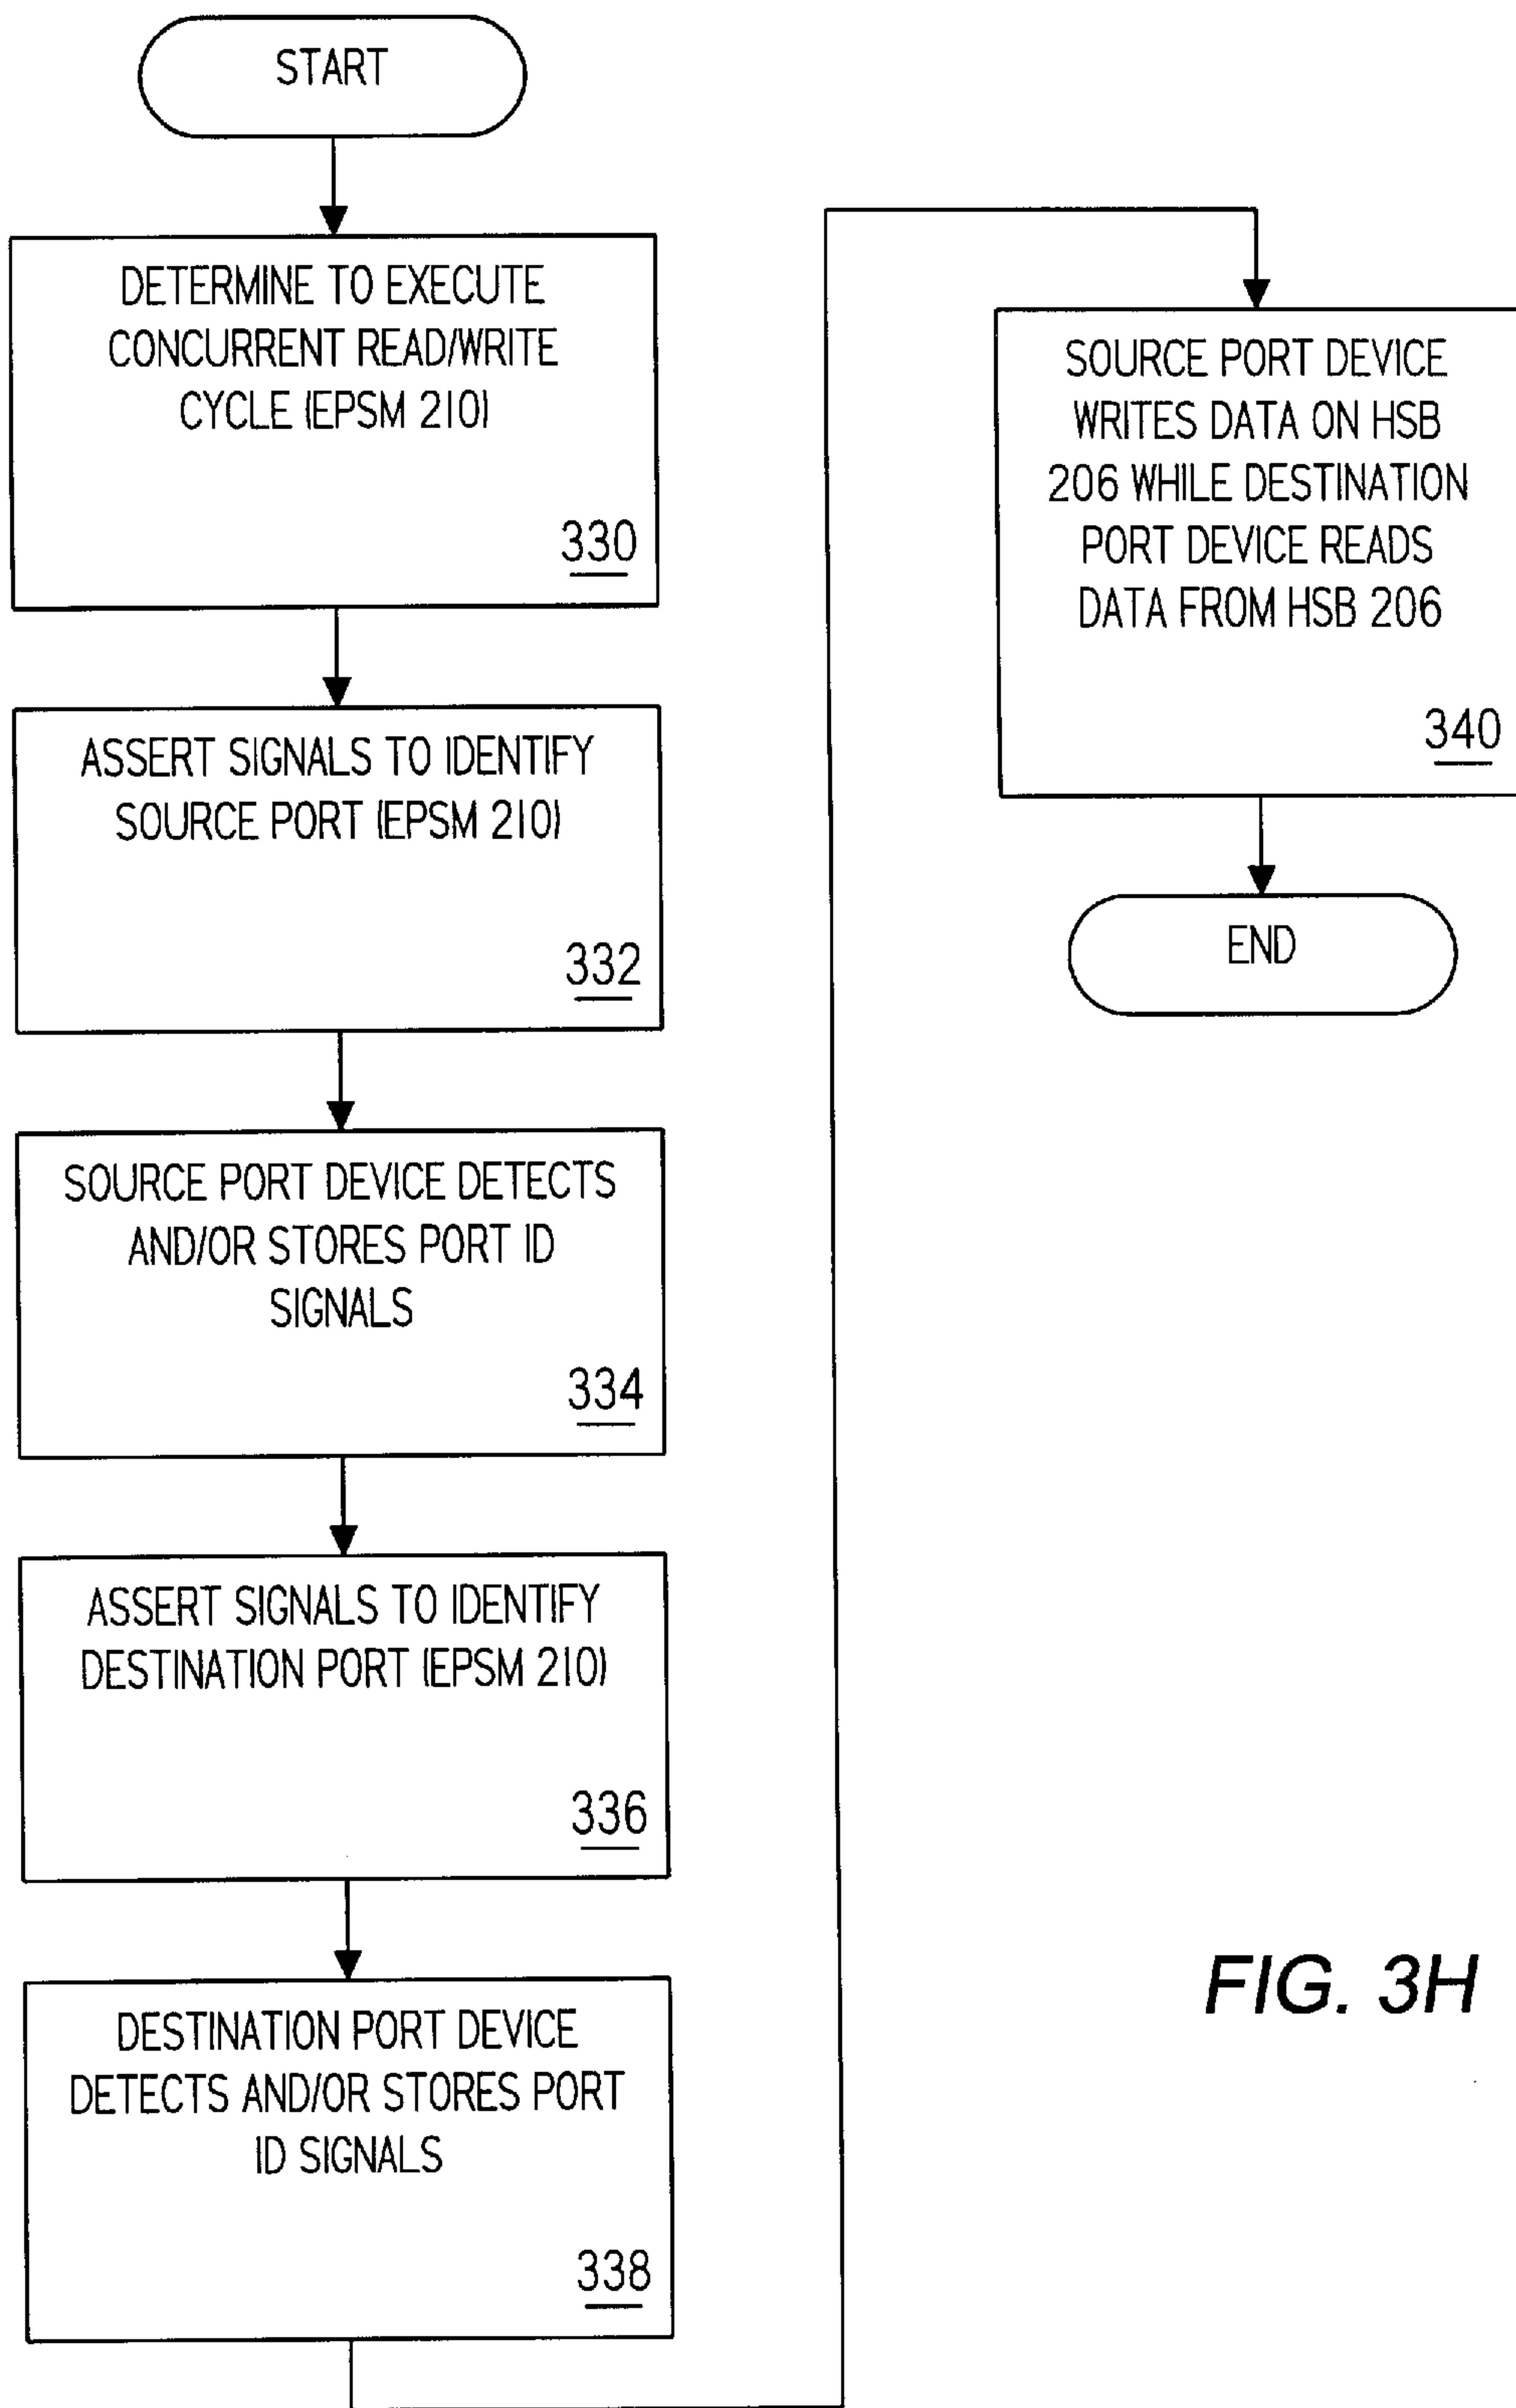 START
DETERMINE TO EXECUTE
CONCURRENT READ/WRITE
CYCLE (EPSM 210)
330
ASSERT SIGNALS TO IDENTIFY
SOURCE PORT (EPSM 210)
332
SOURCE PORT DEVICE DETECTS
AND/OR STORES PORT ID
SIGNALS
334
ASSERT SIGNALS TO IDENTIFY
DESTINATION PORT (EPSM 210)
336
DESTINATION PORT DEVICE
DETECTS AND/OR STORES PORT
ID SIGNALS
338
SOURCE PORT DEVICE
WRITES DATA ON HSB
206 WHILE DESTINATION
PORT DEVICE READS
DATA FROM HSB 206
340
END
FIG. 3H